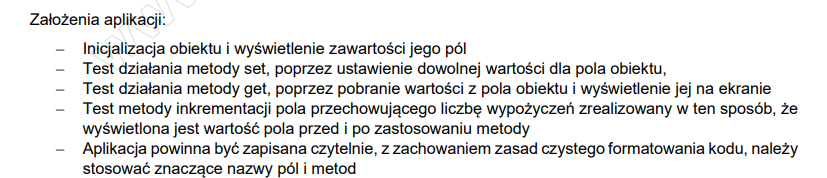 Założenia aplikacji:
– Inicjalizacja obiektu i wyświetlenie zawartości jego pól
– Test działania metody set, poprzez ustawienie dowolnej wartości dla pola obiektu,
– Test działania metody get, poprzez pobranie wartości z pola obiektu i wyświetlenie jej na ekranie
– Test metody inkrementacji pola przechowującego liczbę wypożyczeń zrealizowany w ten sposób, że
wyświetlona jest wartość pola przed i po zastosowaniu metody
– Aplikacja powinna być zapisana czytelnie, z zachowaniem zasad czystego formatowania kodu, należy
stosować znaczące nazwy pól i metod